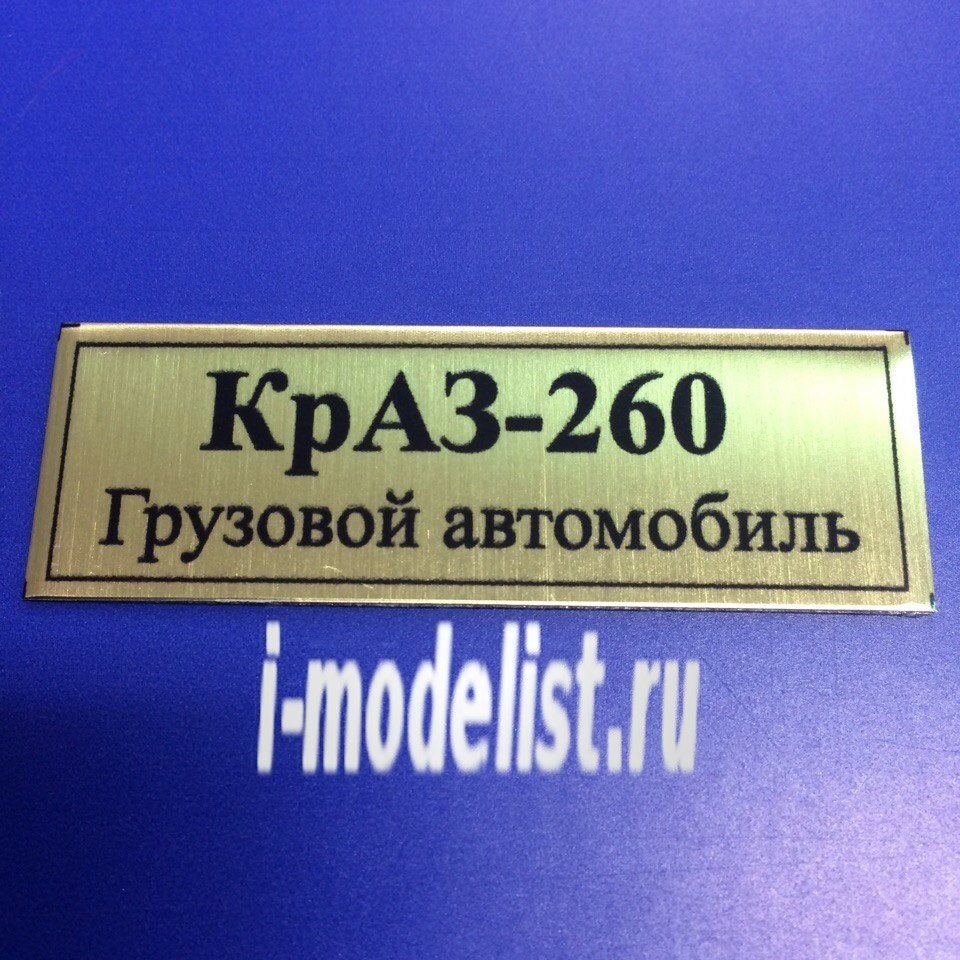 КрАЗ-260
Грузовой автомобиль
i-modelist.ru